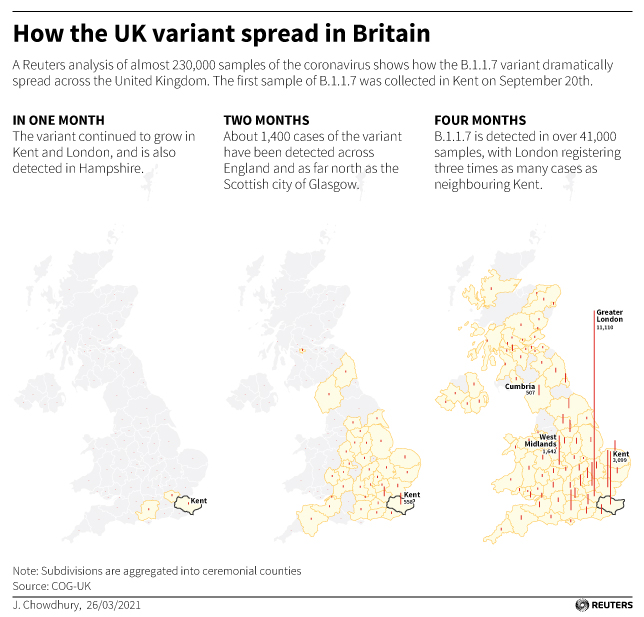 How the UK variant spread in Britain
A Reuters analysis of almost 230,000 samples of the coronavirus shows how the B.1.1.7 variant dramatically
spread across the United Kingdom. The first sample of B.1.1.7 was collected in Kent on September 20th.
IN ONE MONTH
The variant continued to grow in
Kent and London, and is also
detected in Hampshire.
TWO MONTHS
About 1,400 cases of the variant
have been detected across
England and as far north as the
Scottish city of Glasgow.
FOUR MONTHS
B.1.1.7 is detected in over 41,000
samples, with London registering
three times as many cases as
neighbouring Kent.
Kent
Kent
Greater
London
11,110
Cumbria
507
West
Midlands
1,642
Kent
3,099
Note: Subdivisions are aggregated into ceremonial counties
Source: COG-UK
J. Chowdhury, 26/03/2021
REUTERS